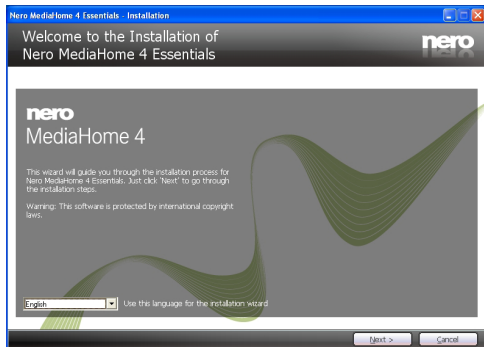 Nero MediaHome 4 Essentials - Installation
Welcome to the Installation of
Nero MediaHome 4 Essentials
nero
nero
MediaHome 4
This wizard will guide you through the installation process for
Nero MediaHome 4 Essentials. Just click 'Next' to go through
the installation steps.
Warning: This software is protected by international copyright
laws.
English
Use this language for the installation wizard
Next >
Cancel